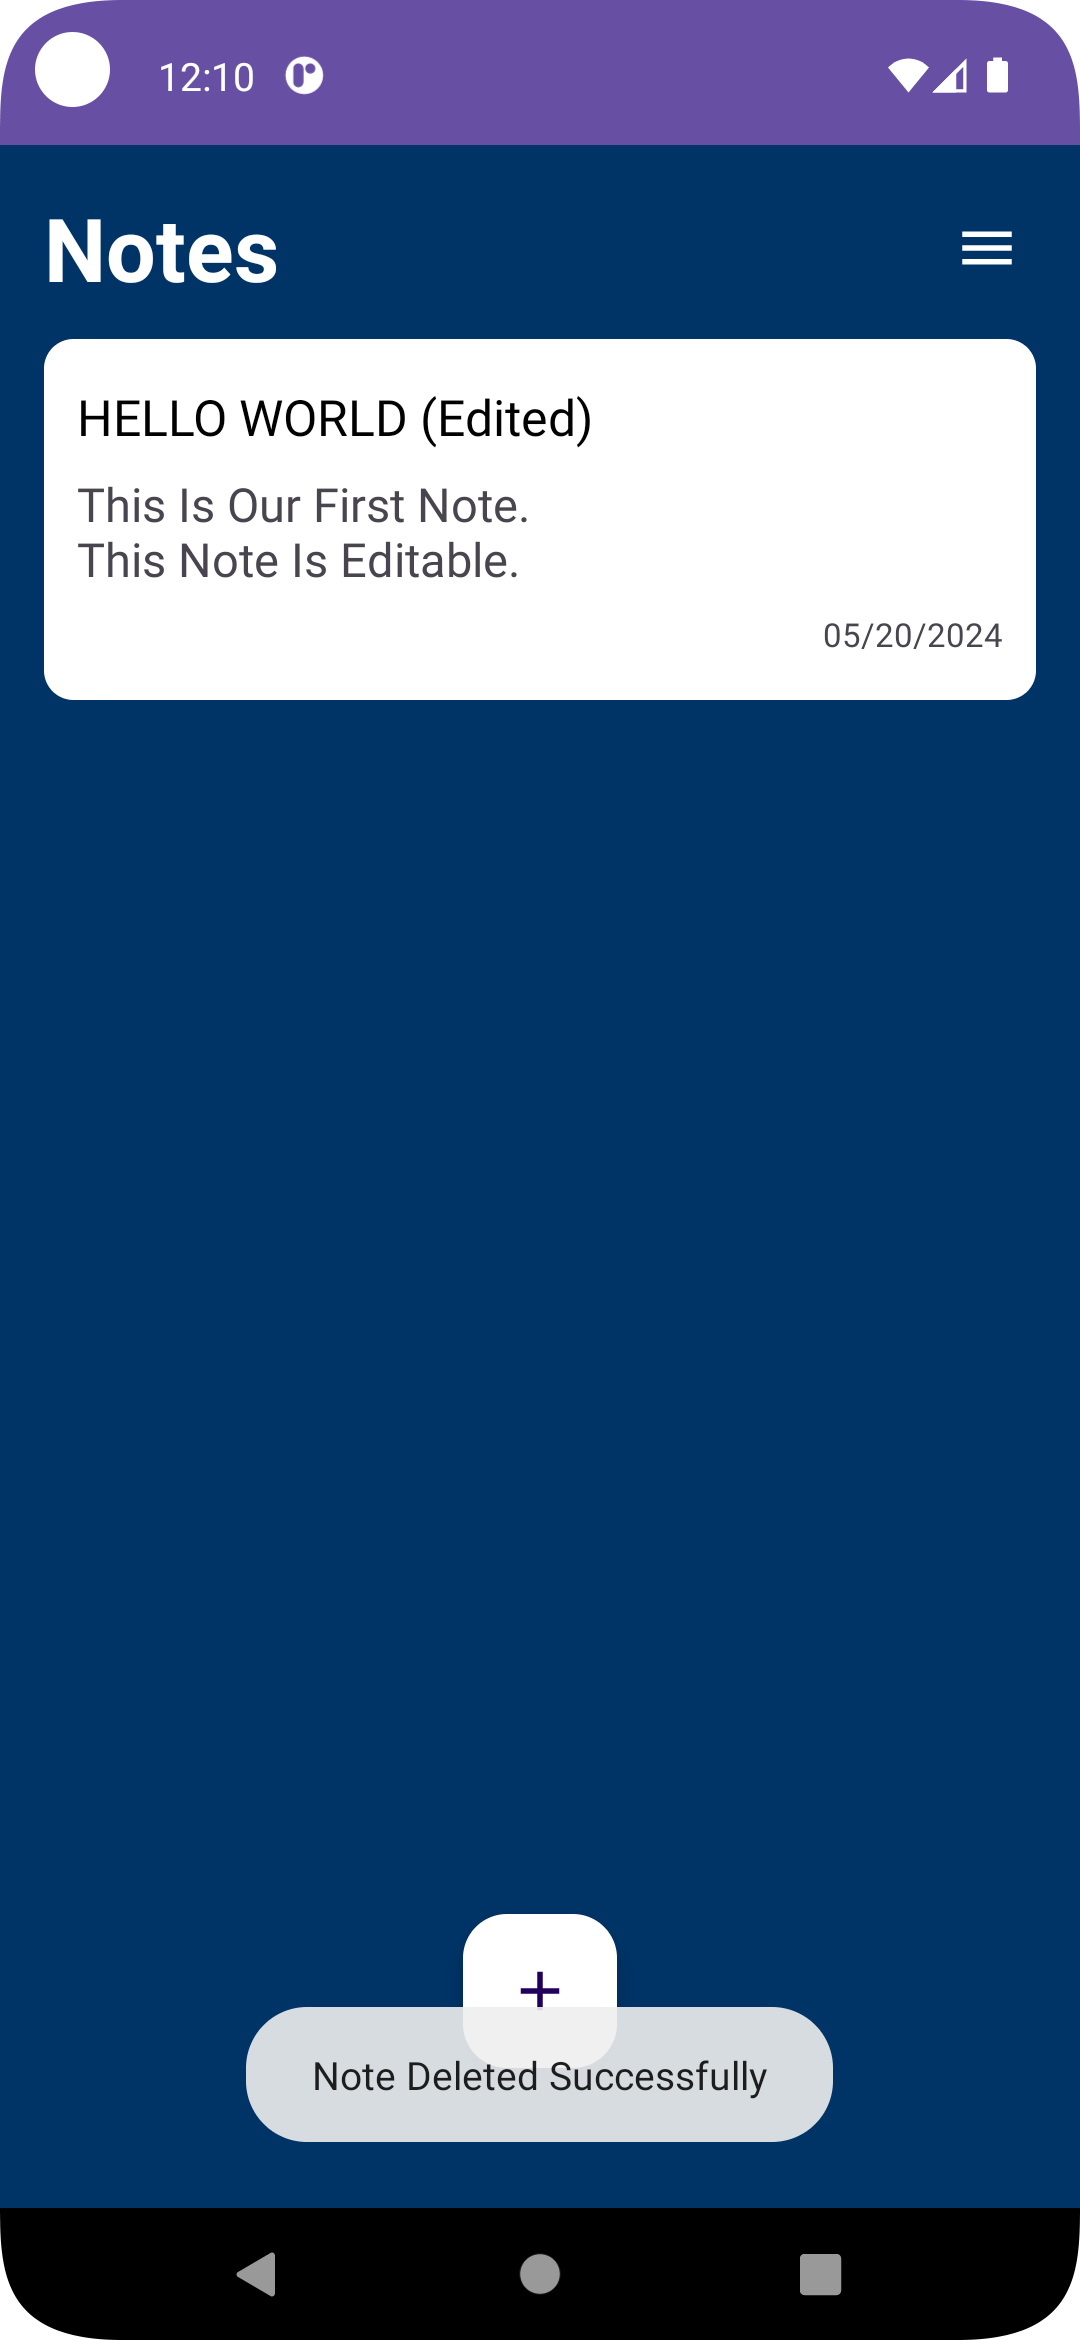 12:10
Notes
HELLO WORLD (Edited)
This Is Our First Note.
This Note Is Editable.
05/20/2024
Note Deleted Successfully